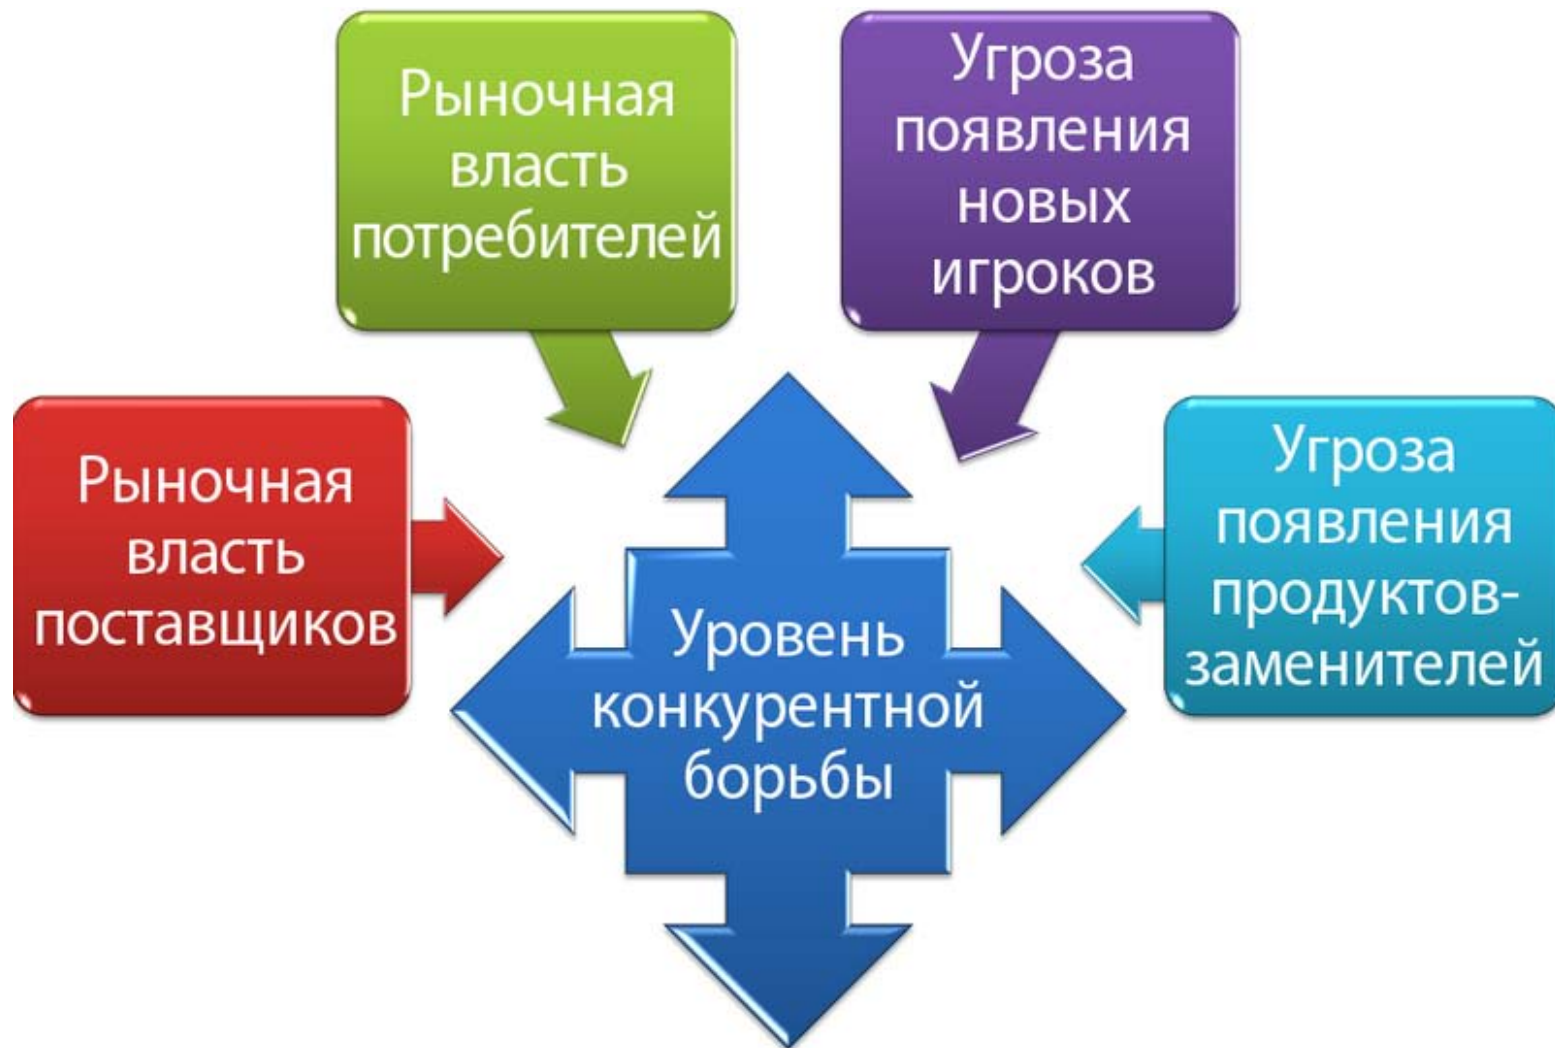 Рыночная
власть
потребителей
Угроза
появления
новых
игроков
Рыночная
власть
поставщиков
Угроза
появления
продуктов-
заменителей
Уровень
конкурентной
борьбы